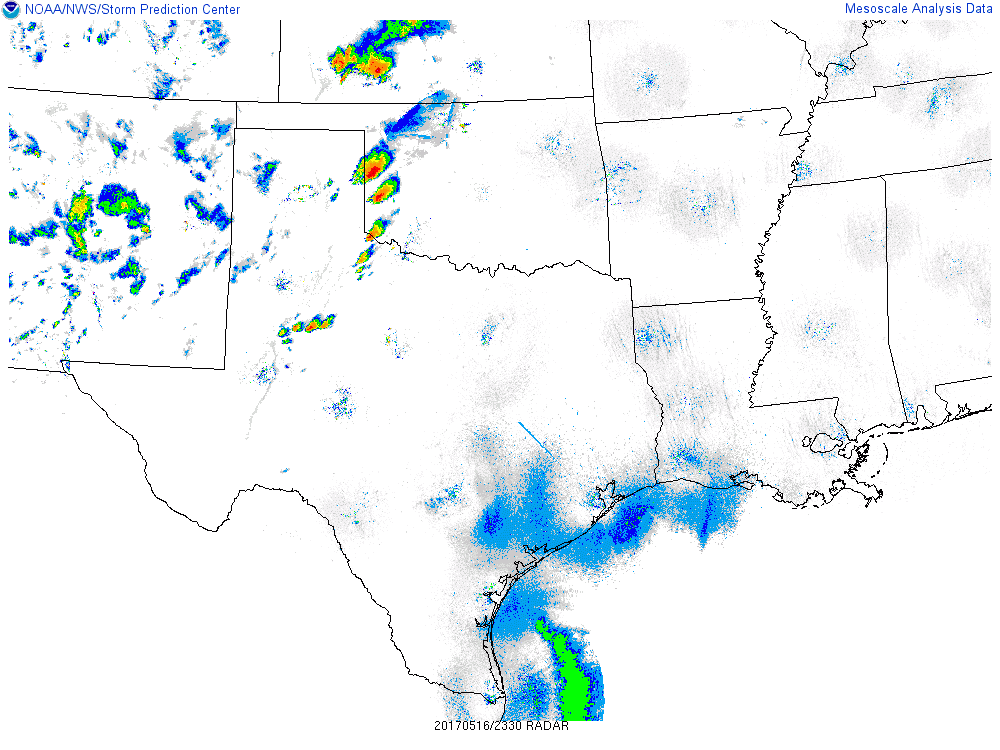 NOAA/NWS/Storm Prediction Center
Mesoscale Analysis Data
20170516/2330 RADAR